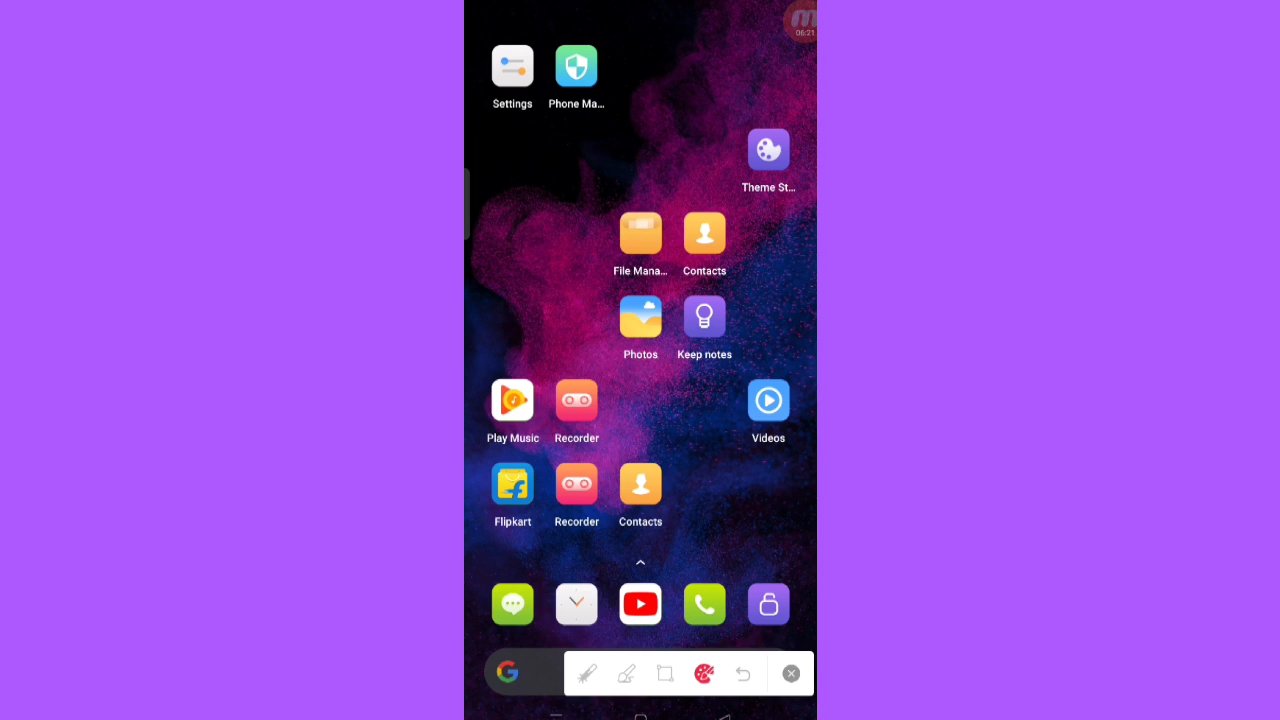 06:21
Settings Phone Ma...
Theme St...
File Mana... Contacts
Photos Keep notes
Play Music Recorder Videos
Flipkart Recorder Contacts